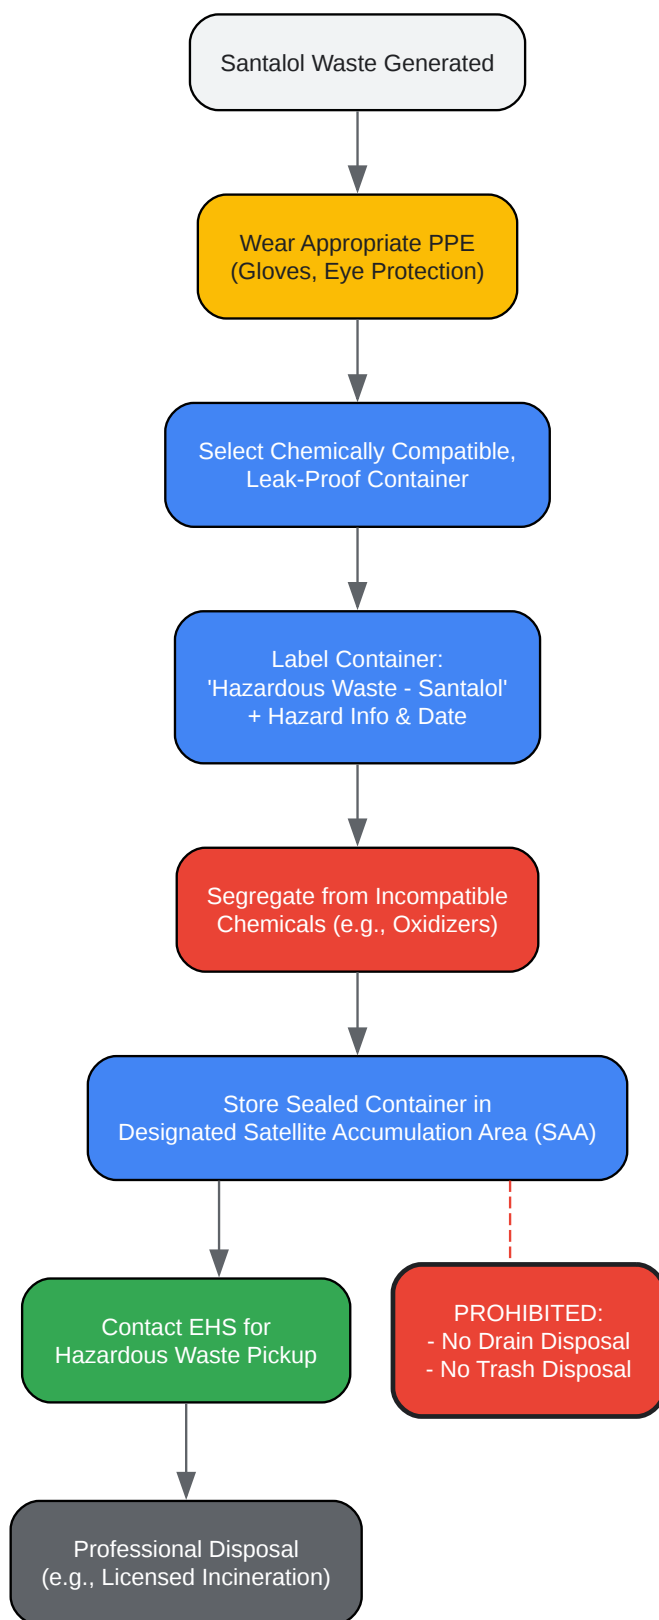 Santalol Waste Generated
Wear Appropriate PPE
(Gloves, Eye Protection)
Select Chemically Compatible,
Leak-Proof Container
Label Container:
'Hazardous Waste - Santalol'
+ Hazard Info & Date
Segregate from Incompatible
Chemicals (e.g., Oxidizers)
Store Sealed Container in
Designated Satellite Accumulation Area (SAA)
Contact EHS for
Hazardous Waste Pickup
PROHIBITED:
- No Drain Disposal
- No Trash Disposal
Professional Disposal
(e.g., Licensed Incineration)